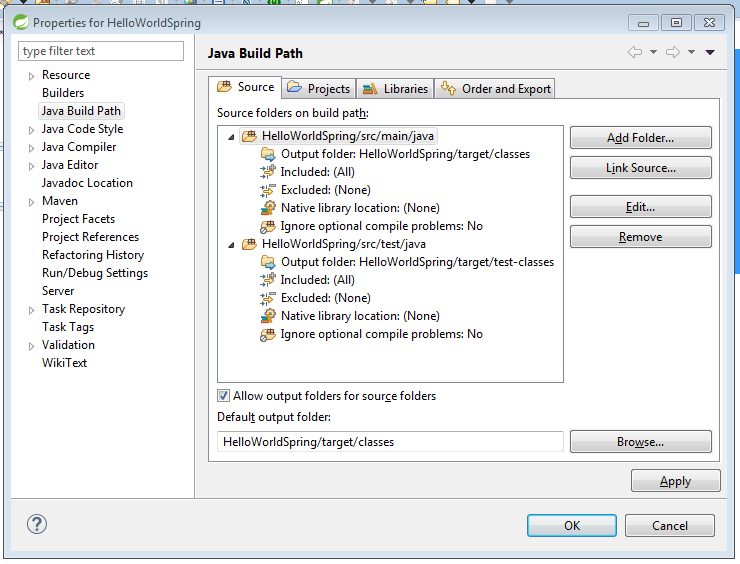 Properties for HelloWorldSpring
type filter text
Resource
Builders
Java Build Path
Java Code Style
Java Compiler
Java Editor
Javadoc Location
Maven
Project Facets
Project References
Refactoring History
Run/Debug Settings
Server
Task Repository
Task Tags
Validation
WikiText
Java Build Path
Source Projects Libraries Order and Export
Source folders on build path:
HelloWorldSpring/src/main/java
Output folder: HelloWorldSpring/target/classes
Included: (All)
Excluded: (None)
Native library location: (None)
Ignore optional compile problems: No
HelloWorldSpring/src/test/java
Output folder: HelloWorldSpring/target/test-classes
Included: (All)
Excluded: (None)
Native library location: (None)
Ignore optional compile problems: No
Add Folder...
Link Source...
Edit...
Remove
Allow output folders for source folders
Default output folder:
HelloWorldSpring/target/classes
Browse...
Apply
OK Cancel